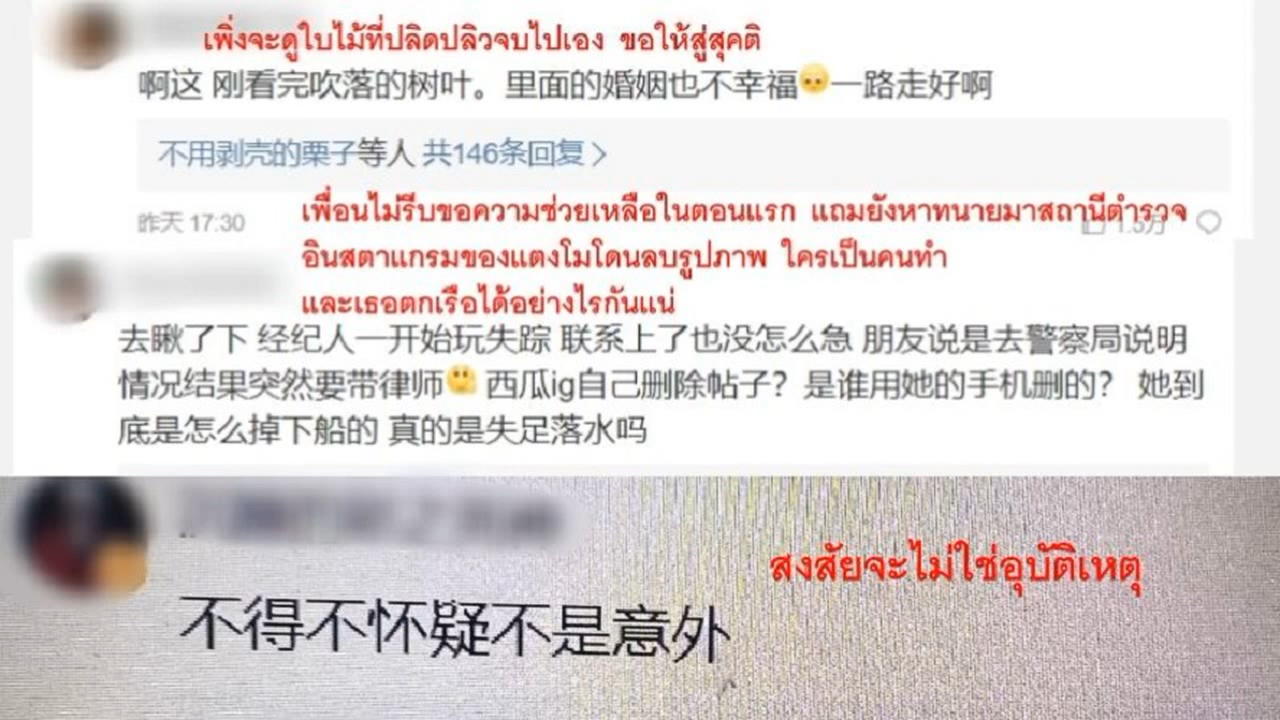 เพิ่งจะดูใบไม้ที่ปลิดปลิวจบไปเอง ขอให้สู่สุคติ
啊这 刚看完吹落的树叶。里面的婚姻也不幸福🙂一路走好啊
不用剥壳的栗子等人 共146条回复 >
เพื่อนไม่รีบขอความช่วยเหลือในตอนแรก แถมยังหาทนายมาสถานีตำรวจ
昨天 17:30
1.5万
อินสตาแกรมของแตงโมโดนลบรูปภาพ ใครเป็นคนทำ
และเธอตกเรือได้อย่างไรกันแน่
去瞅了下 经纪人一开始玩失踪 联系上了也没怎么急 朋友说是去警察局说明
情况结果突然要带律师🤔 西瓜ig自己删除帖子？是谁用她的手机删的？ 她到
底是怎么掉下船的 真的是失足落水吗
สงสัยจะไม่ใช่อุบัติเหตุ
不得不怀疑不是意外